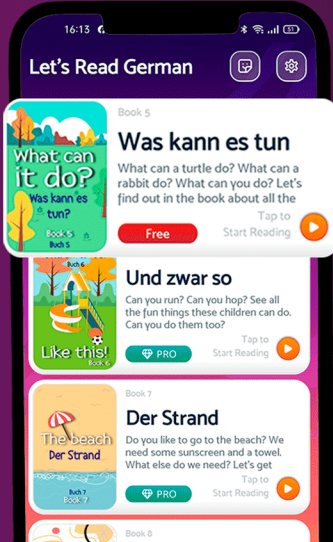 16:13
51
Let's Read German
Book 5
Was kann es tun
What can a turtle do? What can a
rabbit do? What can you do? Let's
find out in the book about all the
Free
Tap to
Start Reading
What can
it do?
Was kann es
tun?
Book 5
Buch 5
Buch 6
Like this!
Book 6
Und zwar so
Can you run? Can you hop? See all
the fun things these children can do.
Can you do them too?
PRO
Tap to
Start Reading
The beach
Der Strand
Buch 7
Book 7
Book 7
Der Strand
Do you like to go to the beach? We
need some sunscreen and a towel.
What else do we need? Let's get
PRO
Tap to
Start Reading
Book 8